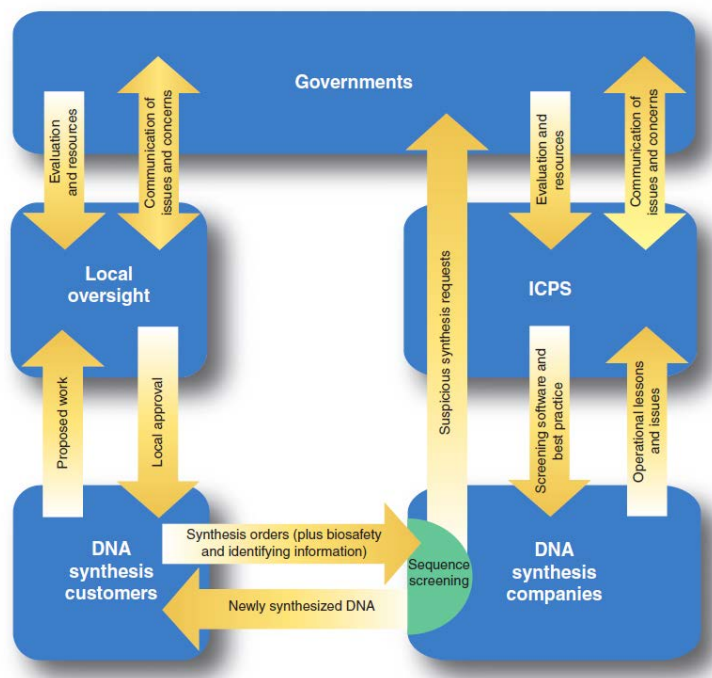 Governments
Evaluation
and resources
Communication of
issues and concerns
Evaluation and
resources
Communication of
issues and concerns
Local
oversight
ICPS
Suspicious synthesis requests
Proposed work
Local approval
Screening software and
best practice
Operational lessons
and issues
DNA
synthesis
customers
Synthesis orders (plus biosafety
and identifying information)
Newly synthesized DNA
Sequence
screening
DNA
synthesis
companies